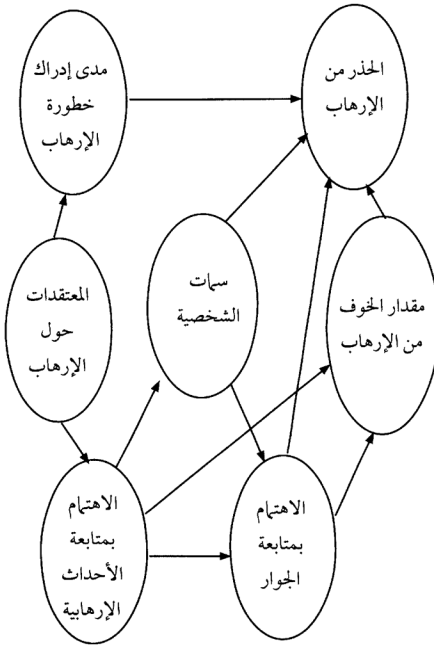 الحذر من
الإرهاب
مدى إدراك
خطورة
الإرهاب
سمات
الشخصية
مقدار الخوف
من الإرهاب
المعتقدات
حول
الإرهاب
الاهتمام
بمتابعة
الجوار
الاهتمام
بمتابعة
الأحداث
الإرهابية